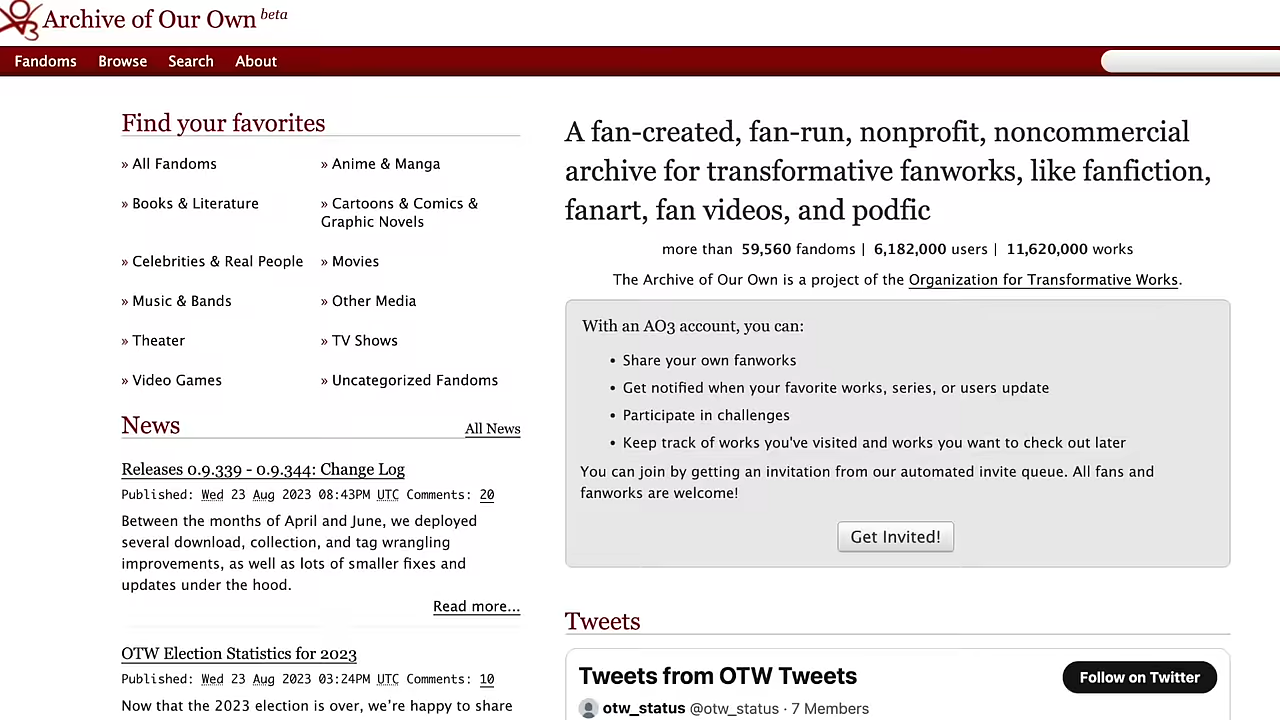 Archive of Our Own beta
Fandoms Browse Search About
Find your favorites
» All Fandoms
» Anime & Manga
» Books & Literature
» Cartoons & Comics &
Graphic Novels
» Celebrities & Real People
» Movies
» Music & Bands
» Other Media
» Theater
» TV Shows
» Video Games
» Uncategorized Fandoms
News
All News
Releases 0.9.339 - 0.9.344: Change Log
Published: Wed 23 Aug 2023 08:43PM UTC Comments: 20
Between the months of April and June, we deployed
several download, collection, and tag wrangling
improvements, as well as lots of smaller fixes and
updates under the hood.
Read more...
OTW Election Statistics for 2023
Published: Wed 23 Aug 2023 03:24PM UTC Comments: 10
Now that the 2023 election is over, we’re happy to share
A fan-created, fan-run, nonprofit, noncommercial
archive for transformative fanworks, like fanfiction,
fanart, fan videos, and podfic
more than 59,560 fandoms | 6,182,000 users | 11,620,000 works
The Archive of Our Own is a project of the Organization for Transformative Works.
With an AO3 account, you can:
• Share your own fanworks
• Get notified when your favorite works, series, or users update
• Participate in challenges
• Keep track of works you've visited and works you want to check out later
You can join by getting an invitation from our automated invite queue. All fans and
fanworks are welcome!
Get Invited!
Tweets
Tweets from OTW Tweets
Follow on Twitter
otw_status @otw_status · 7 Members